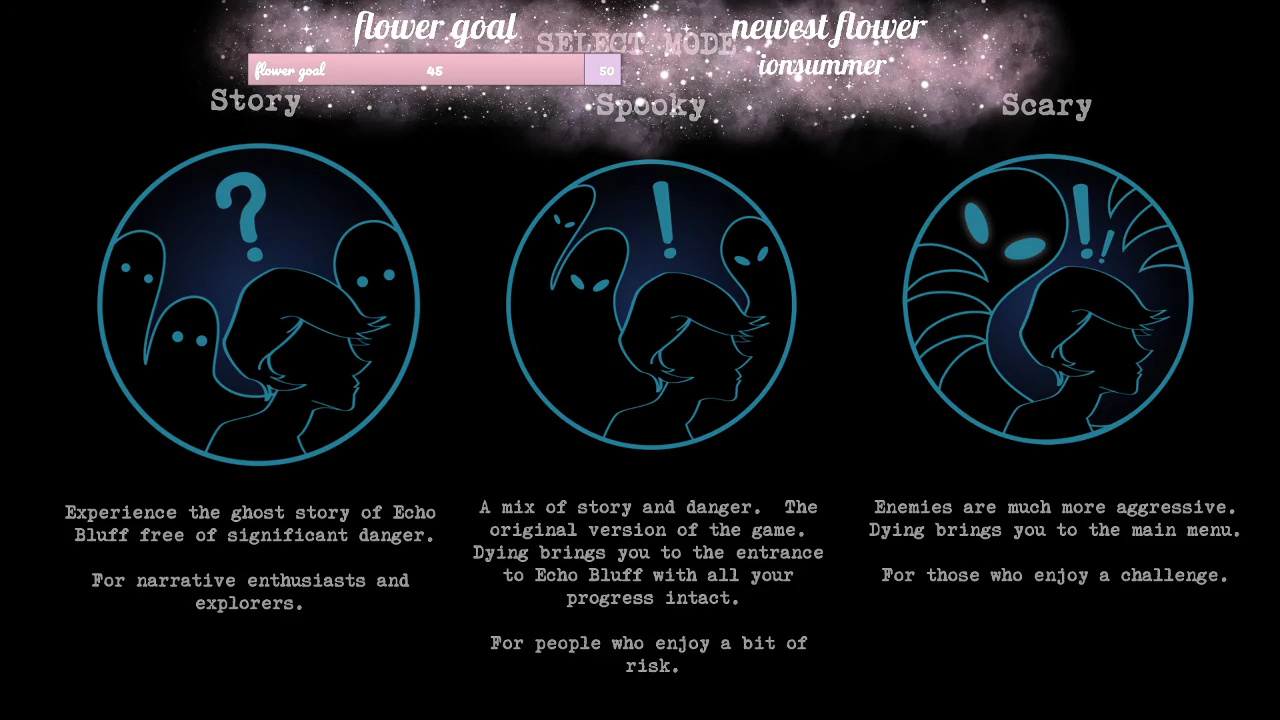 flower goal
newest flower
SELECT MODE
flower goal 45 50
ionsummer
Story
Spooky
Scary
?
!
!!
Experience the ghost story of Echo
Bluff free of significant danger.
For narrative enthusiasts and
explorers.
A mix of story and danger. The
original version of the game.
Dying brings you to the entrance
to Echo Bluff with all your
progress intact.
For people who enjoy a bit of
risk.
Enemies are much more aggressive.
Dying brings you to the main menu.
For those who enjoy a challenge.